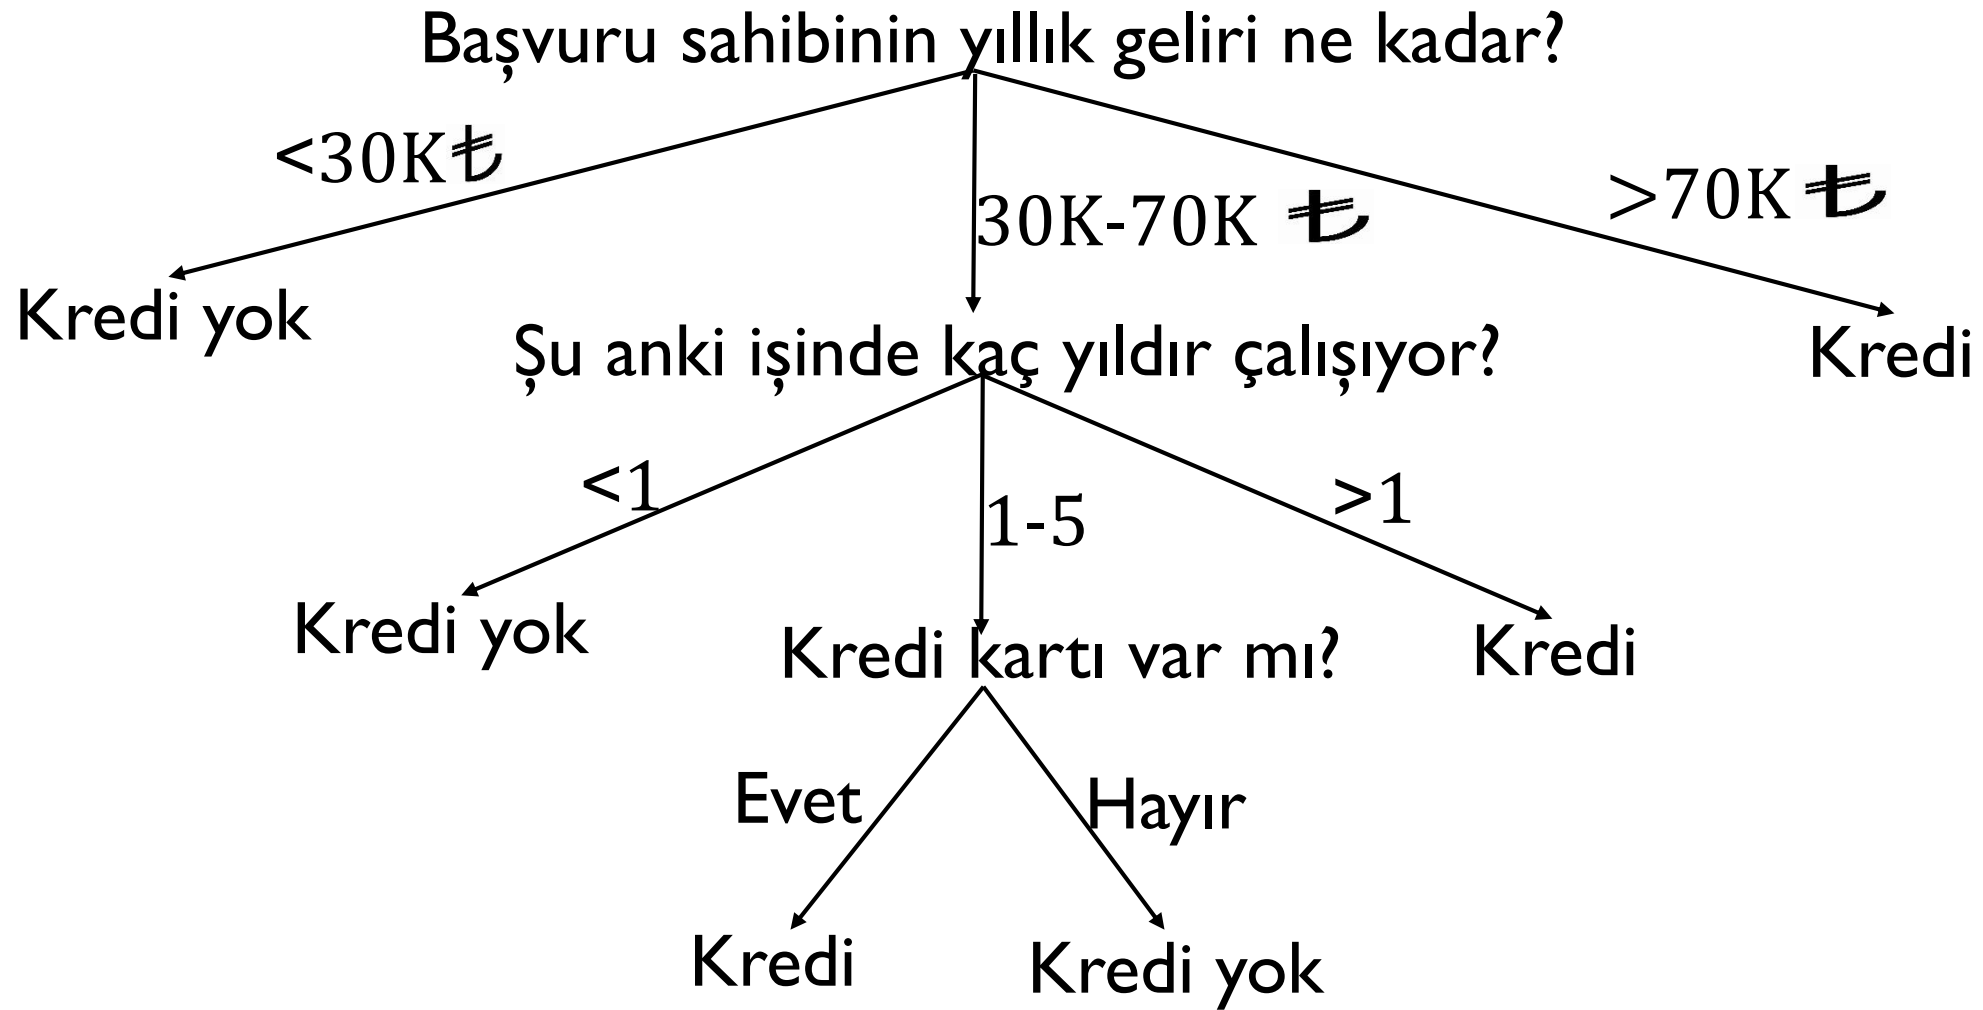 Başvuru sahibinin yıllık geliri ne kadar?
<30K₺
30K-70K ₺
>70K ₺
Kredi yok
Şu anki işinde kaç yıldır çalışıyor?
Kredi
<1
1-5
>1
Kredi yok
Kredi kartı var mı?
Kredi
Evet
Hayır
Kredi
Kredi yok